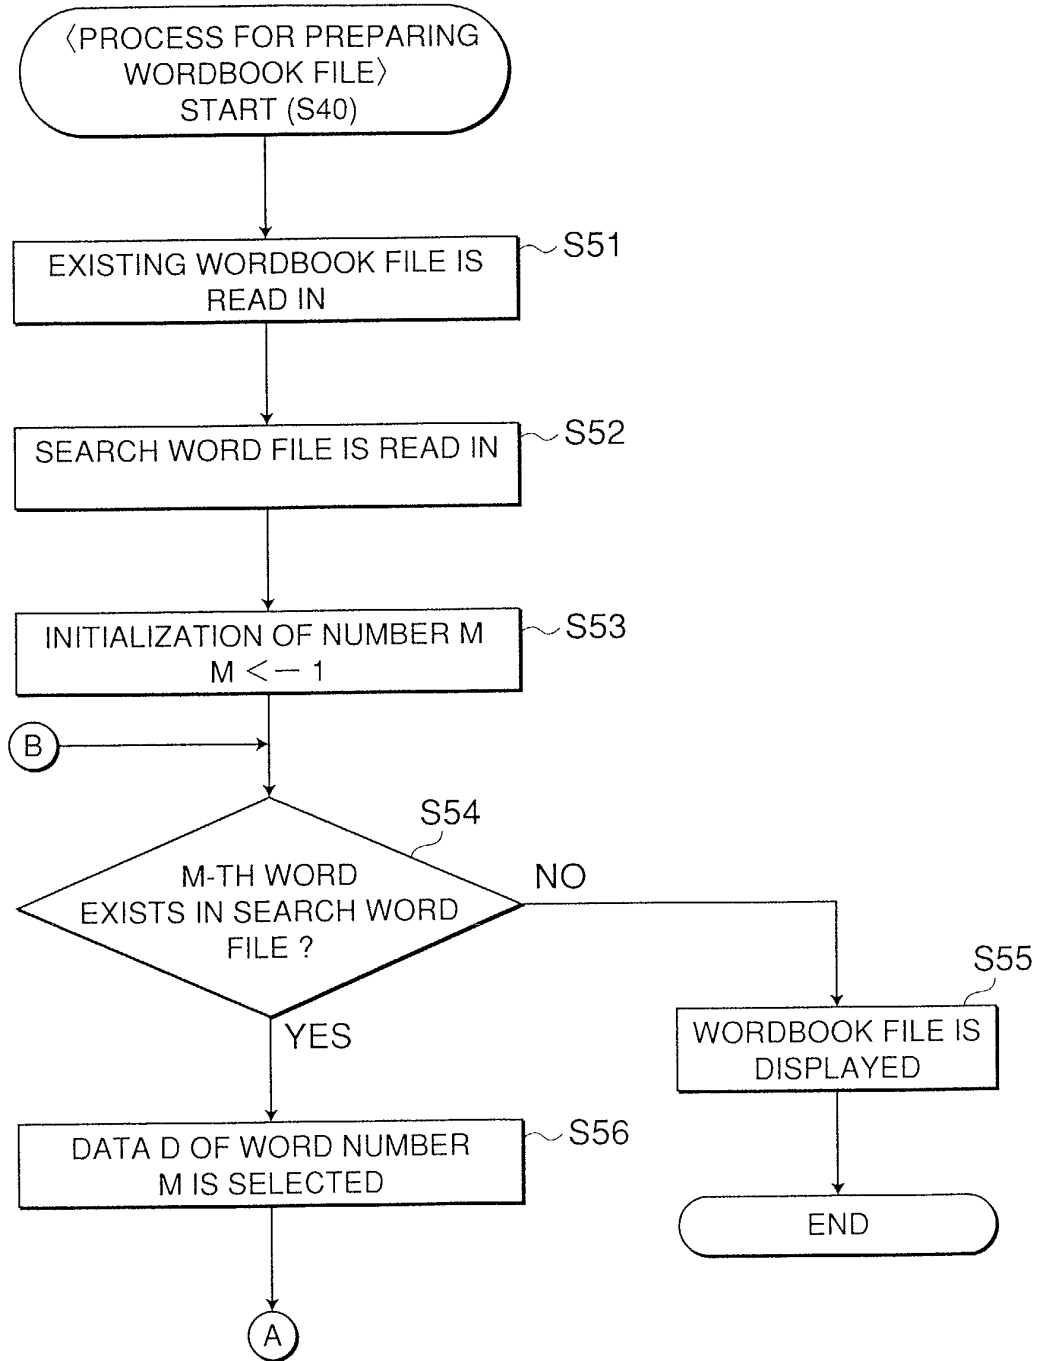 〈PROCESS FOR PREPARING
WORDBOOK FILE〉
START (S40)
S51
EXISTING WORDBOOK FILE IS
READ IN
S52
SEARCH WORD FILE IS READ IN
S53
INITIALIZATION OF NUMBER M
M <— 1
B
S54
M-TH WORD
EXISTS IN SEARCH WORD
FILE ?
NO
YES
S55
WORDBOOK FILE IS
DISPLAYED
S56
DATA D OF WORD NUMBER
M IS SELECTED
END
A